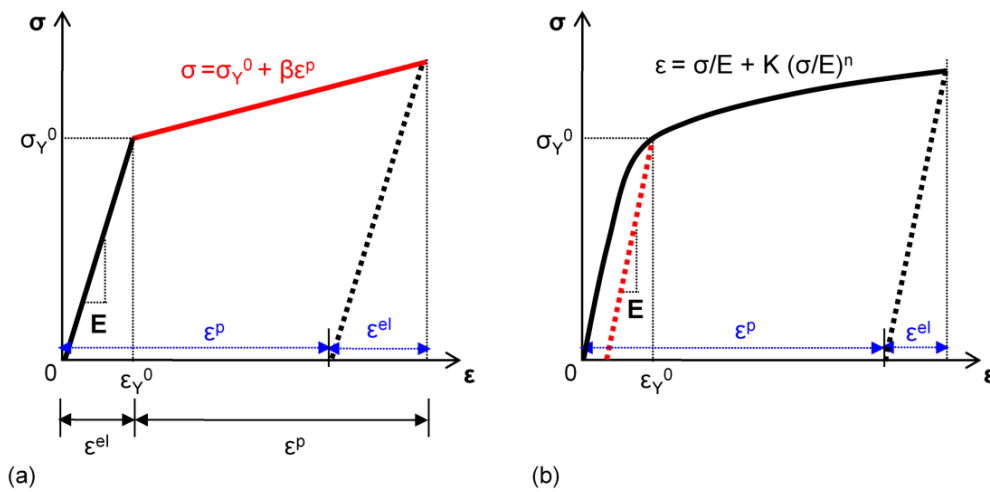 σ
σ =σY⁰ + βεᵖ
σY⁰
E
εᵖ
εᵉˡ
0
εY⁰
ε
εᵉˡ
εᵖ
(a)
σ
ε = σ/E + K (σ/E)ⁿ
σY⁰
E
εᵖ
εᵉˡ
0
εY⁰
ε
(b)